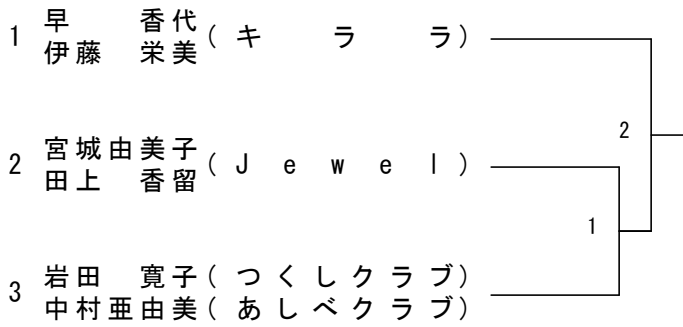 1 早 香代(キララ)
伊藤 栄美
2
2 宮城由美子(Jewel)
田上 香留
1
3 岩田 寛子(つくしクラブ)
中村亜由美(あしべクラブ)